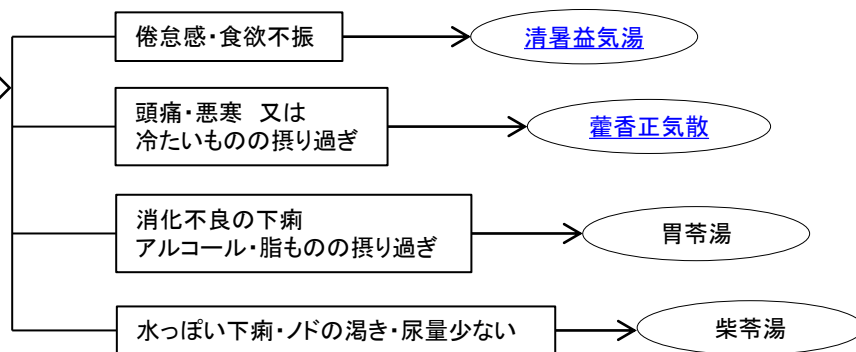 倦怠感・食欲不振
清暑益気湯
頭痛・悪寒　又は
冷たいものの摂り過ぎ
藿香正気散
消化不良の下痢
アルコール・脂ものの摂り過ぎ
胃苓湯
水っぽい下痢・ノドの渇き・尿量少ない
柴苓湯